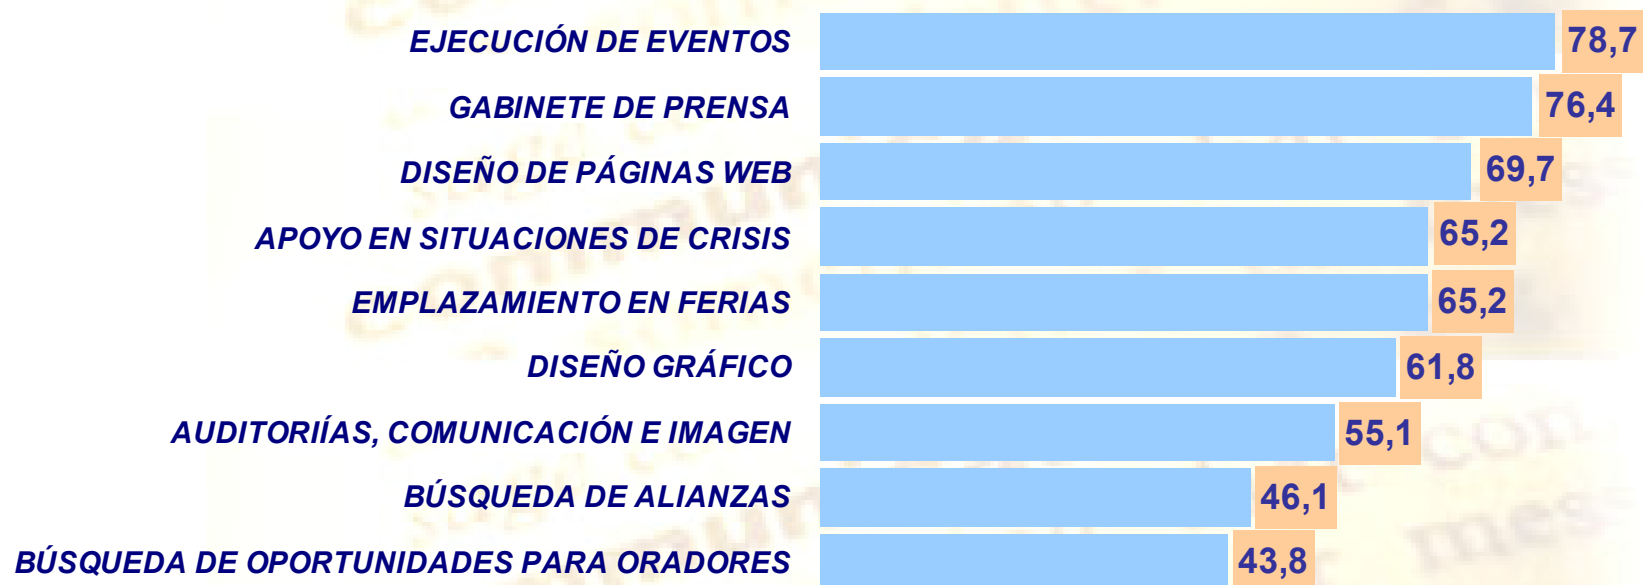 EJECUCIÓN DE EVENTOS 78,7
GABINETE DE PRENSA 76,4
DISEÑO DE PÁGINAS WEB 69,7
APOYO EN SITUACIONES DE CRISIS 65,2
EMPLAZAMIENTO EN FERIAS 65,2
DISEÑO GRÁFICO 61,8
AUDITORIÍAS, COMUNICACIÓN E IMAGEN 55,1
BÚSQUEDA DE ALIANZAS 46,1
BÚSQUEDA DE OPORTUNIDADES PARA ORADORES 43,8